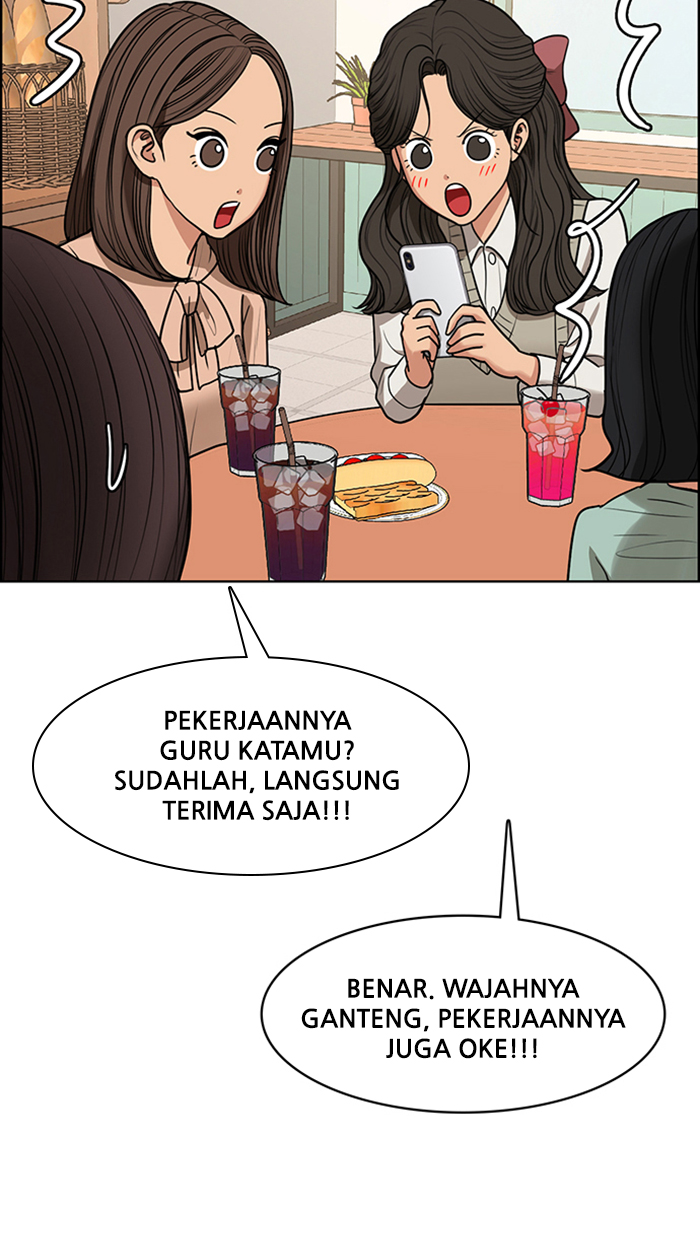 PEKERJAANNYA
GURU KATAMU?
SUDAHLAH, LANGSUNG
TERIMA SAJA!!!
BENAR. WAJAHNYA
GANTENG, PEKERJAANNYA
JUGA OKE!!!